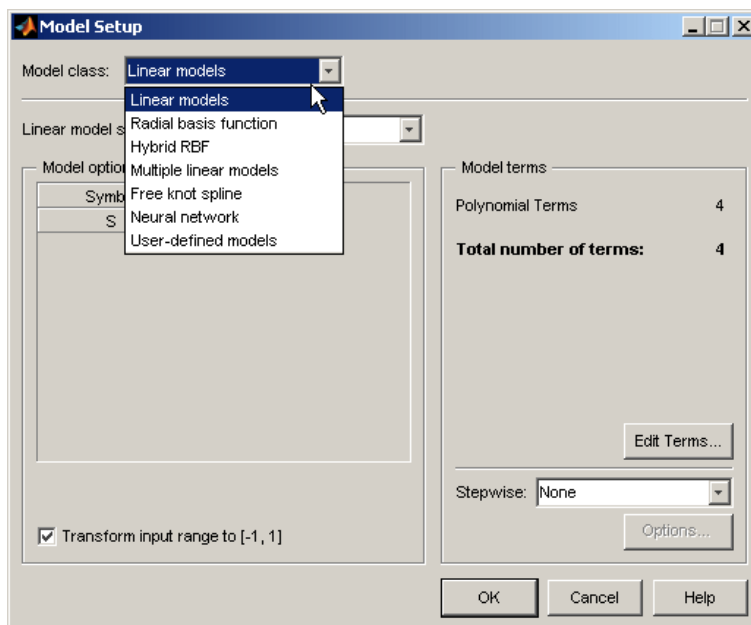 Model Setup
Model class: Linear models
Linear models
Radial basis function
Hybrid RBF
Multiple linear models
Free knot spline
Neural network
User-defined models
Linear model s
Model optio
Symb
S
Transform input range to [-1, 1]
Model terms
Polynomial Terms 4
Total number of terms: 4
Edit Terms...
Stepwise: None
Options...
OK Cancel Help